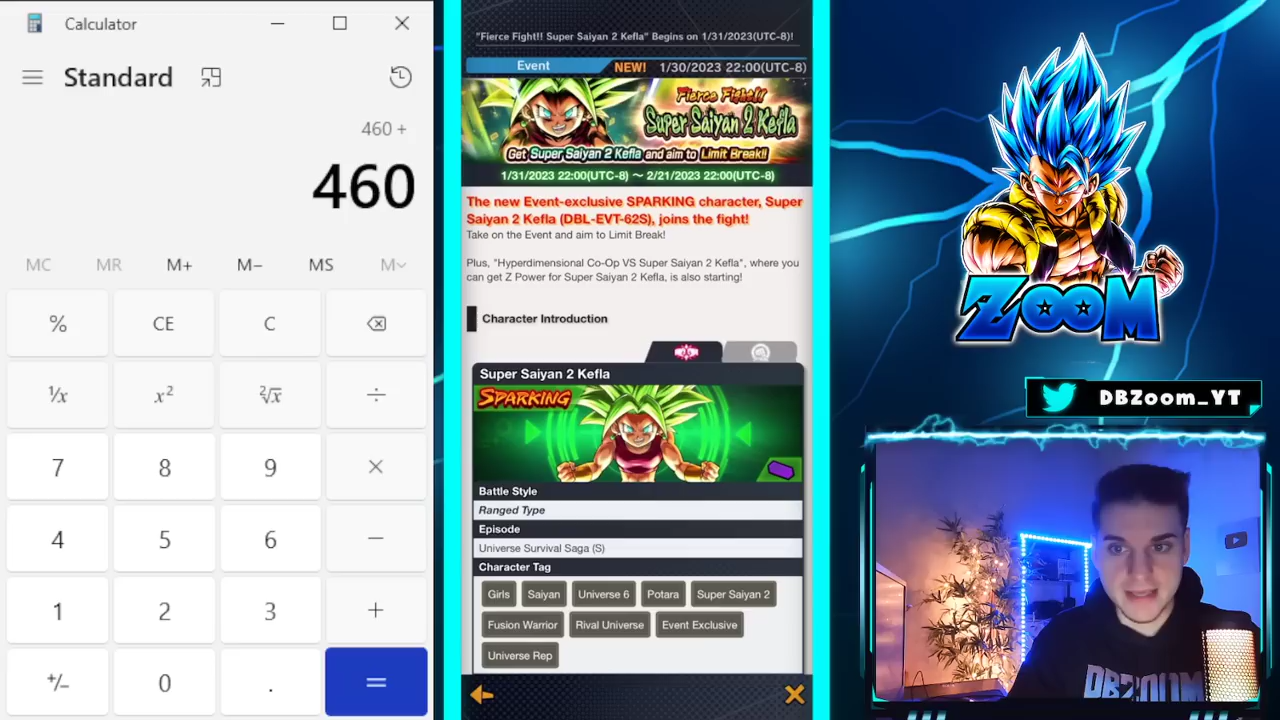 Calculator
Standard
460 +
460
MC MR M+ M− MS M˅
% CE C
¹/x x² ²√x ÷
7 8 9 ×
4 5 6 −
1 2 3 +
+/− 0 . =
"Fierce Fight!! Super Saiyan 2 Kefla" Begins on 1/31/2023(UTC-8)!
Event NEW! 1/30/2023 22:00(UTC-8)
Fierce Fight!!
Super Saiyan 2 Kefla
Get Super Saiyan 2 Kefla and aim to Limit Break!!
1/31/2023 22:00(UTC-8) ～ 2/21/2023 22:00(UTC-8)
The new Event-exclusive SPARKING character, Super
Saiyan 2 Kefla (DBL-EVT-62S), joins the fight!
Take on the Event and aim to Limit Break!
Plus, "Hyperdimensional Co-Op VS Super Saiyan 2 Kefla", where you
can get Z Power for Super Saiyan 2 Kefla, is also starting!
Character Introduction
Super Saiyan 2 Kefla
SPARKING
Battle Style
Ranged Type
Episode
Universe Survival Saga (S)
Character Tag
Girls Saiyan Universe 6 Potara Super Saiyan 2
Fusion Warrior Rival Universe Event Exclusive
Universe Rep
ZOOM
DBZoom_YT
DBZOOM